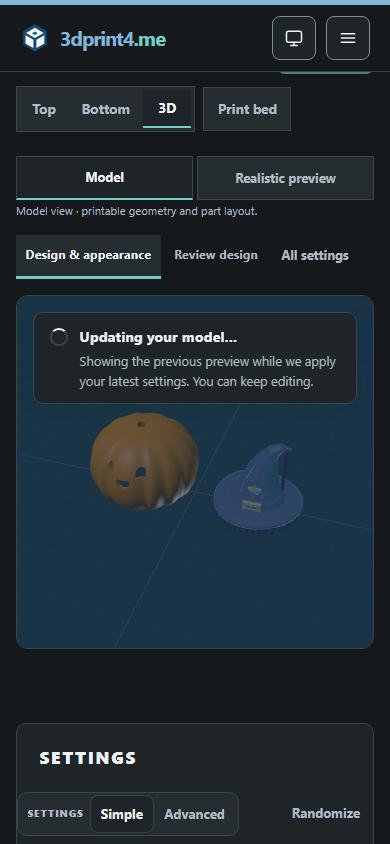 3dprint4.me
Top Bottom 3D Print bed
Model Realistic preview
Model view · printable geometry and part layout.
Design & appearance Review design All settings
Updating your model...
Showing the previous preview while we apply
your latest settings. You can keep editing.
SETTINGS
SETTINGS Simple Advanced Randomize